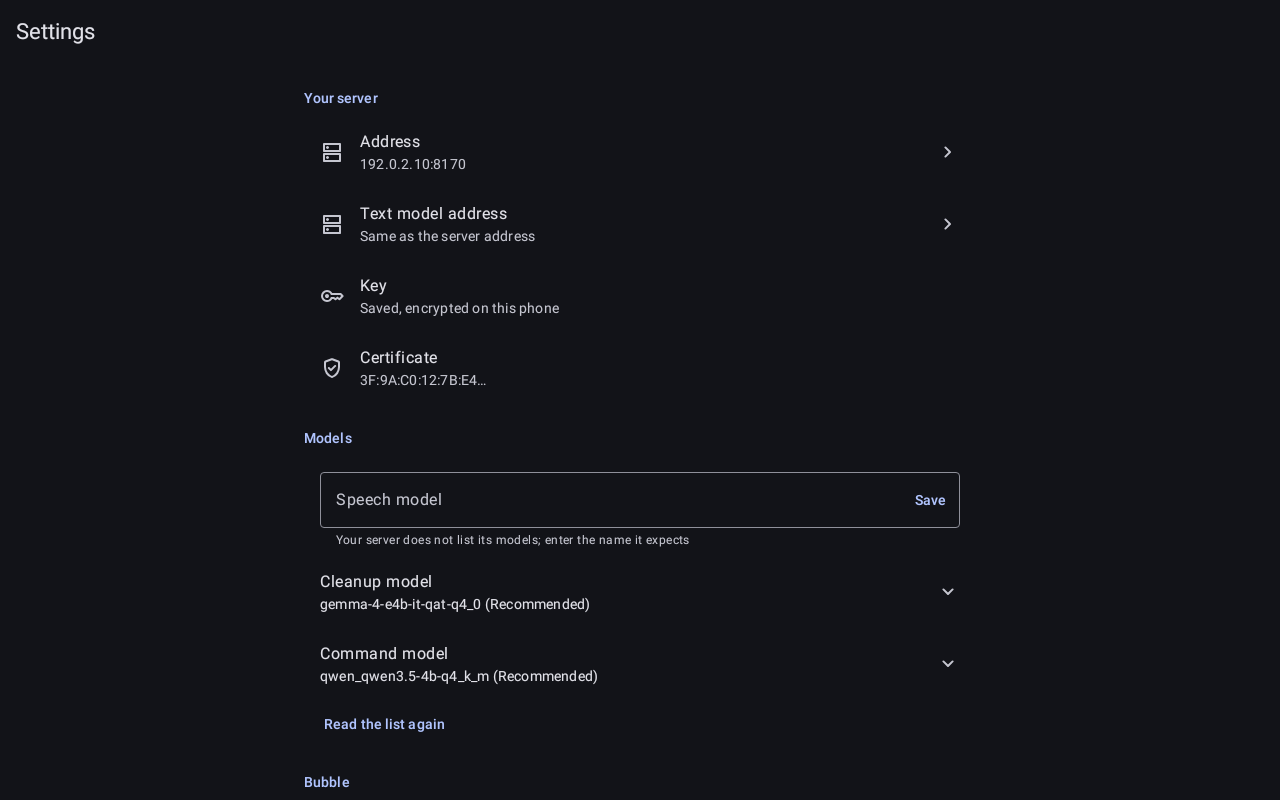 Settings
Your server
Address
192.0.2.10:8170
Text model address
Same as the server address
Key
Saved, encrypted on this phone
Certificate
3F:9A:C0:12:7B:E4…
Models
Speech model
Save
Your server does not list its models; enter the name it expects
Cleanup model
gemma-4-e4b-it-qat-q4_0 (Recommended)
Command model
qwen_qwen3.5-4b-q4_k_m (Recommended)
Read the list again
Bubble